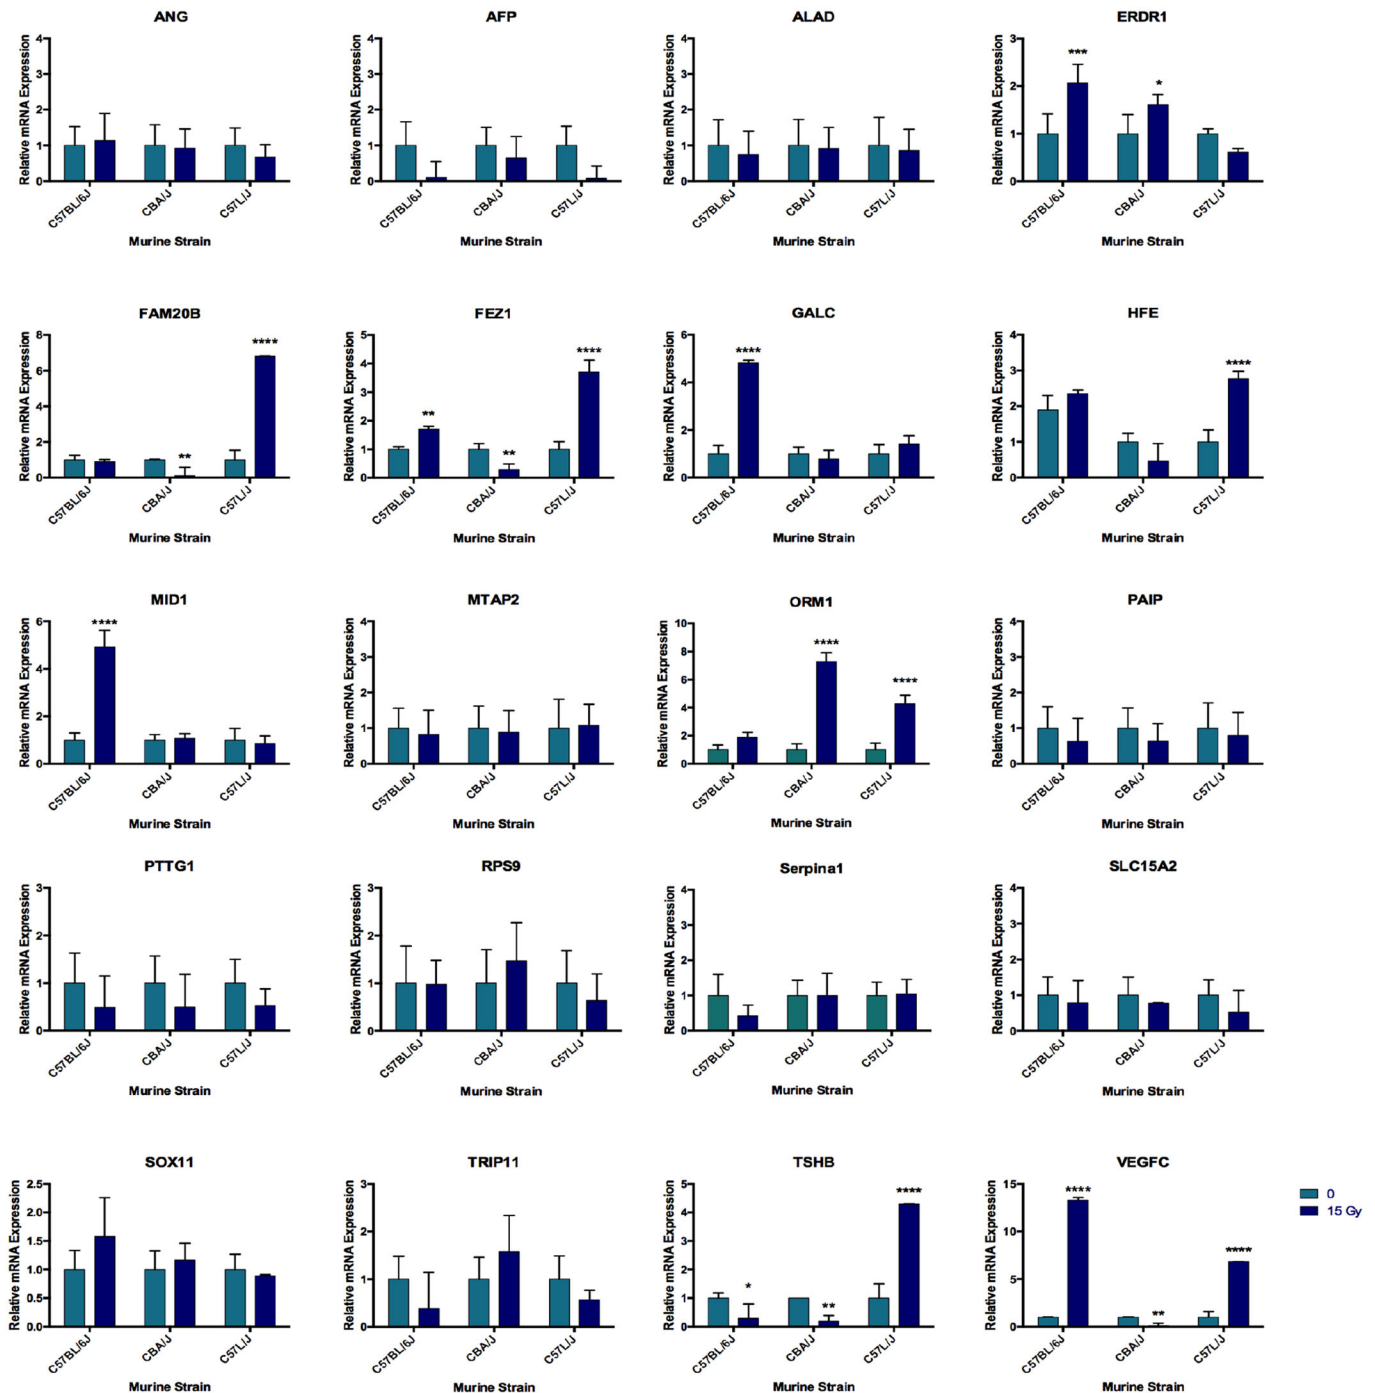 ANG
AFP
ALAD
ERDR1
Relative mRNA Expression
4
3
2
1
0
C57BL/6J
CBA/J
C57L/J
Murine Strain
Relative mRNA Expression
4
3
2
1
0
C57BL/6J
CBA/J
C57L/J
Murine Strain
Relative mRNA Expression
4
3
2
1
0
C57BL/6J
CBA/J
C57L/J
Murine Strain
Relative mRNA Expression
3
2
1
0
***
*
C57BL/6J
CBA/J
C57L/J
Murine Strain
FAM20B
FEZ1
GALC
HFE
Relative mRNA Expression
8
6
4
2
0
**
****
C57BL/6J
CBA/J
C57L/J
Murine Strain
Relative mRNA Expression
5
4
3
2
1
0
**
**
****
C57BL/6J
CBA/J
C57L/J
Murine Strain
Relative mRNA Expression
6
4
2
0
****
C57BL/6J
CBA/J
C57L/J
Murine Strain
Relative mRNA Expression
4
3
2
1
0
****
C57BL/6J
CBA/J
C57L/J
Murine Strain
MID1
MTAP2
ORM1
PAIP
Relative mRNA Expression
6
4
2
0
****
C57BL/6J
CBA/J
C57L/J
Murine Strain
Relative mRNA Expression
4
3
2
1
0
C57BL/6J
CBA/J
C57L/J
Murine Strain
Relative mRNA Expression
10
8
6
4
2
0
****
****
C57BL/6J
CBA/J
C57L/J
Murine Strain
Relative mRNA Expression
4
3
2
1
0
C57BL/6J
CBA/J
C57L/J
Murine Strain
PTTG1
RPS9
Serpina1
SLC15A2
Relative mRNA Expression
3
2
1
0
C57BL/6J
CBA/J
C57L/J
Murine Strain
Relative mRNA Expression
3
2
1
0
C57BL/6J
CBA/J
C57L/J
Murine Strain
Relative mRNA Expression
4
3
2
1
0
C57BL/6J
CBA/J
C57L/J
Murine Strain
Relative mRNA Expression
4
3
2
1
0
C57BL/6J
CBA/J
C57L/J
Murine Strain
SOX11
TRIP11
TSHB
VEGFC
Relative mRNA Expression
2.5
2.0
1.5
1.0
0.5
0.0
C57BL/6J
CBA/J
C57L/J
Murine Strain
Relative mRNA Expression
3
2
1
0
C57BL/6J
CBA/J
C57L/J
Murine Strain
Relative mRNA Expression
5
4
3
2
1
0
*
**
****
C57BL/6J
CBA/J
C57L/J
Murine Strain
Relative mRNA Expression
15
10
5
0
****
**
****
C57BL/6J
CBA/J
C57L/J
Murine Strain
0
15 Gy